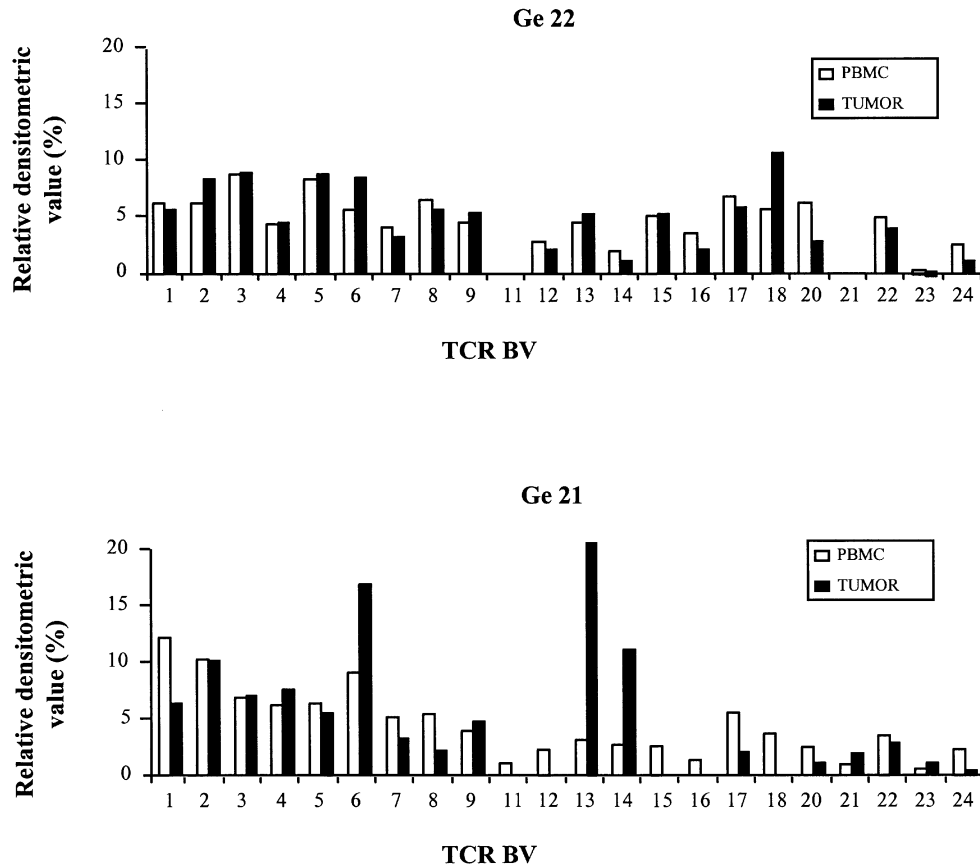 Ge 22
Relative densitometric
value (%)
20
15
10
5
0
PBMC
TUMOR
1 2 3 4 5 6 7 8 9 11 12 13 14 15 16 17 18 20 21 22 23 24
TCR BV
Ge 21
Relative densitometric
value (%)
20
15
10
5
0
PBMC
TUMOR
1 2 3 4 5 6 7 8 9 11 12 13 14 15 16 17 18 20 21 22 23 24
TCR BV